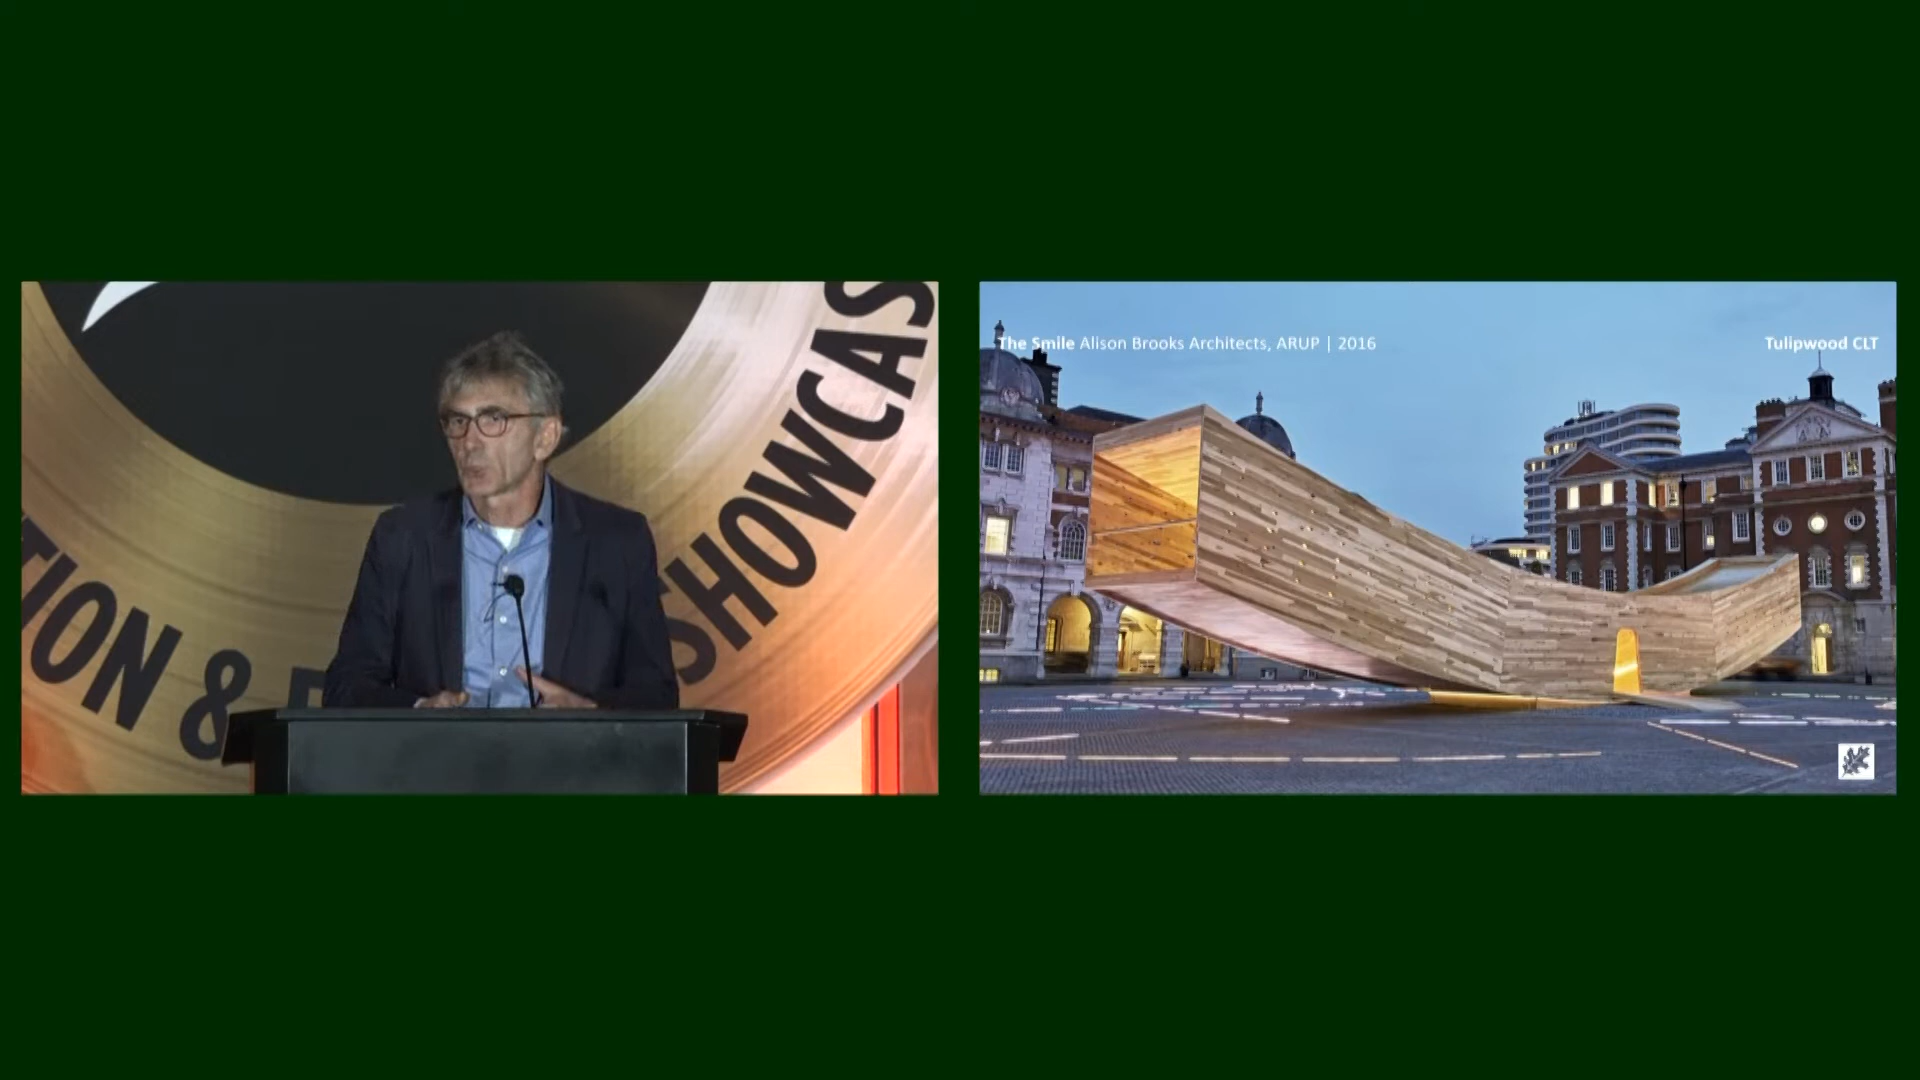 TION & E
SHOWCAS
The Smile Alison Brooks Architects, ARUP | 2016
Tulipwood CLT